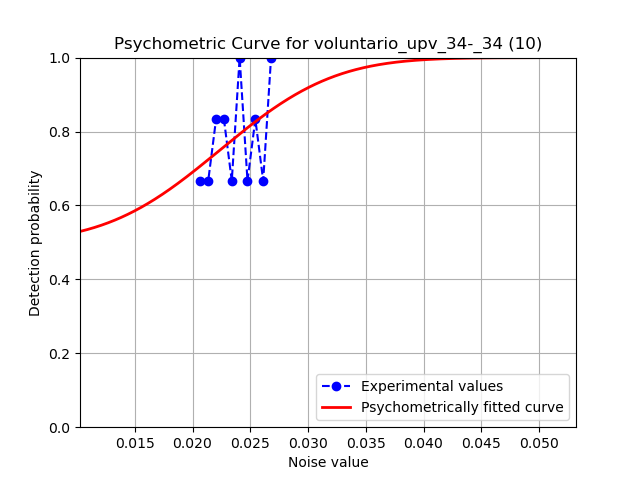 Psychometric Curve for voluntario_upv_34-_34 (10)
1.0
0.8
0.6
0.4
0.2
0.0
Detection probability
Experimental values
Psychometrically fitted curve
0.015 0.020 0.025 0.030 0.035 0.040 0.045 0.050
Noise value